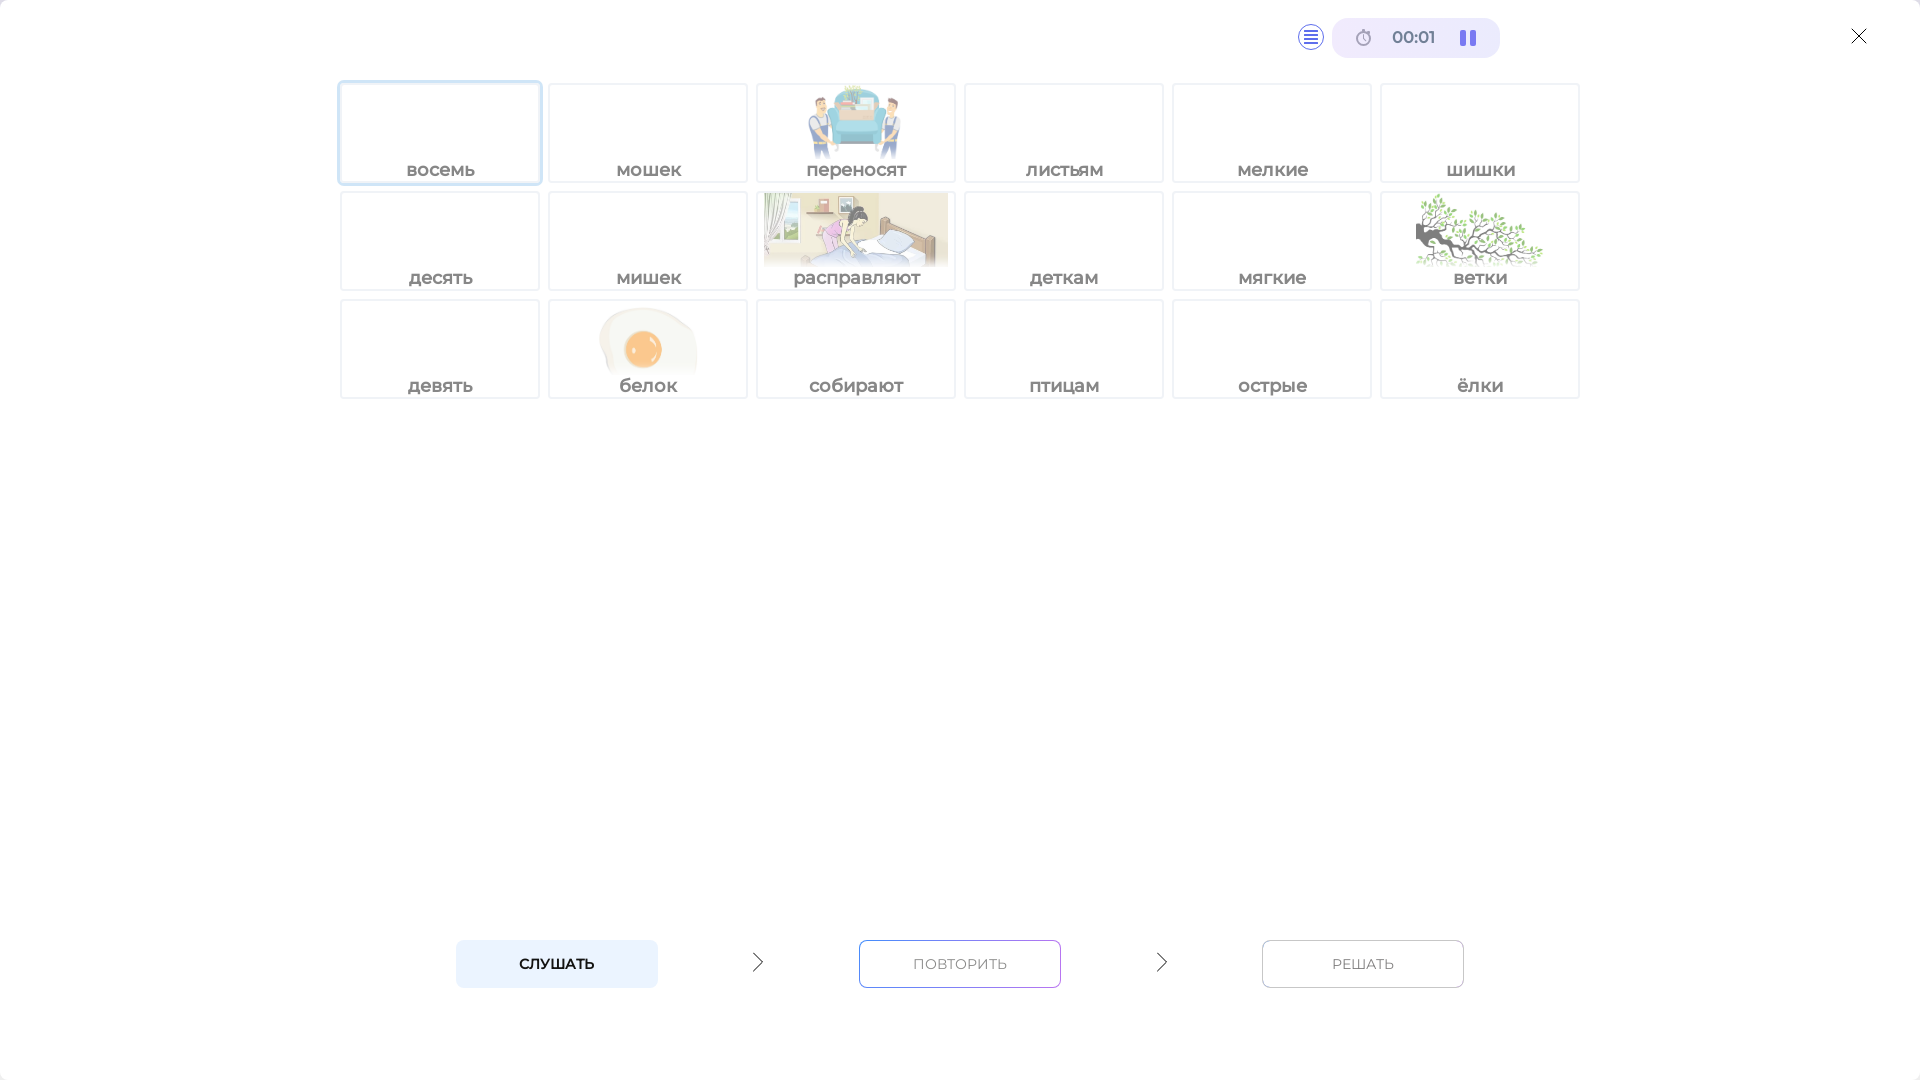 00:01
восемь мошек переносят листьям мелкие шишки
десять мишек расправляют деткам мягкие ветки
девять белок собирают птицам острые ёлки
СЛУШАТЬ ПОВТОРИТЬ РЕШАТЬ